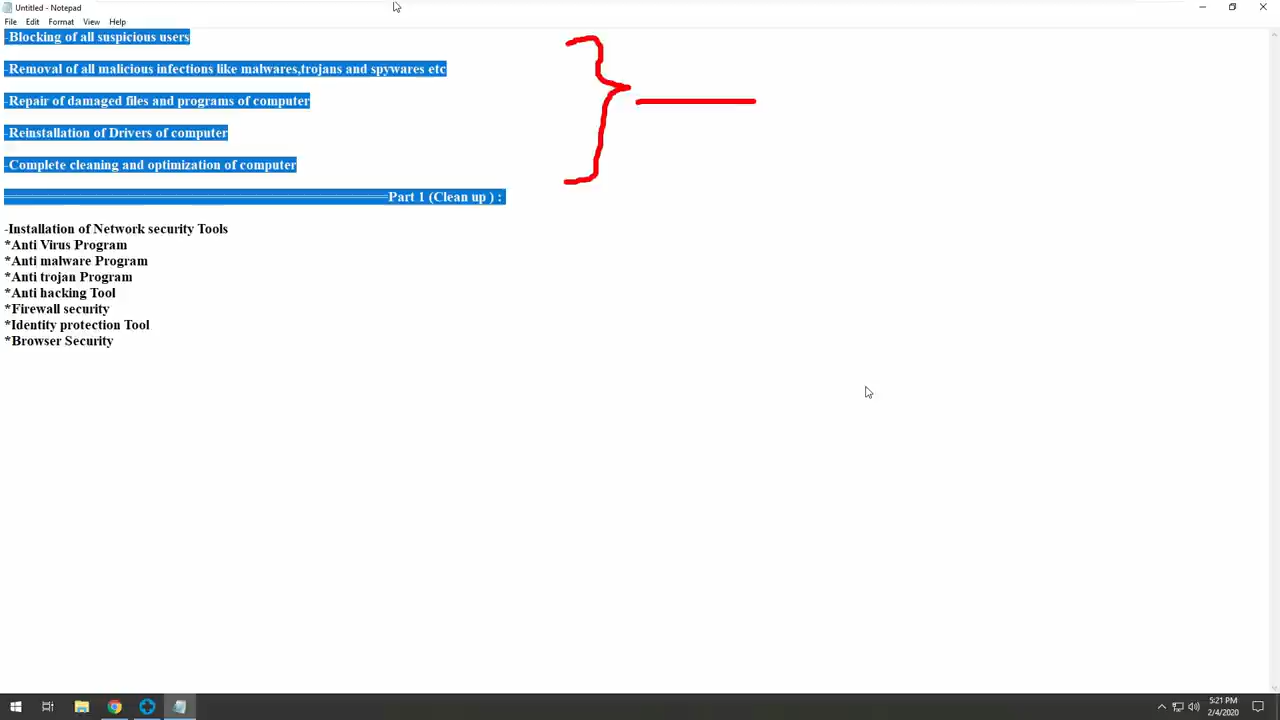 Untitled - Notepad
File Edit Format View Help
-Blocking of all suspicious users
-Removal of all malicious infections like malwares,trojans and spywares etc
-Repair of damaged files and programs of computer
-Reinstallation of Drivers of computer
-Complete cleaning and optimization of computer
================================================Part 1 (Clean up ) :
-Installation of Network security Tools
*Anti Virus Program
*Anti malware Program
*Anti trojan Program
*Anti hacking Tool
*Firewall security
*Identity protection Tool
*Browser Security
5:21 PM
2/4/2020